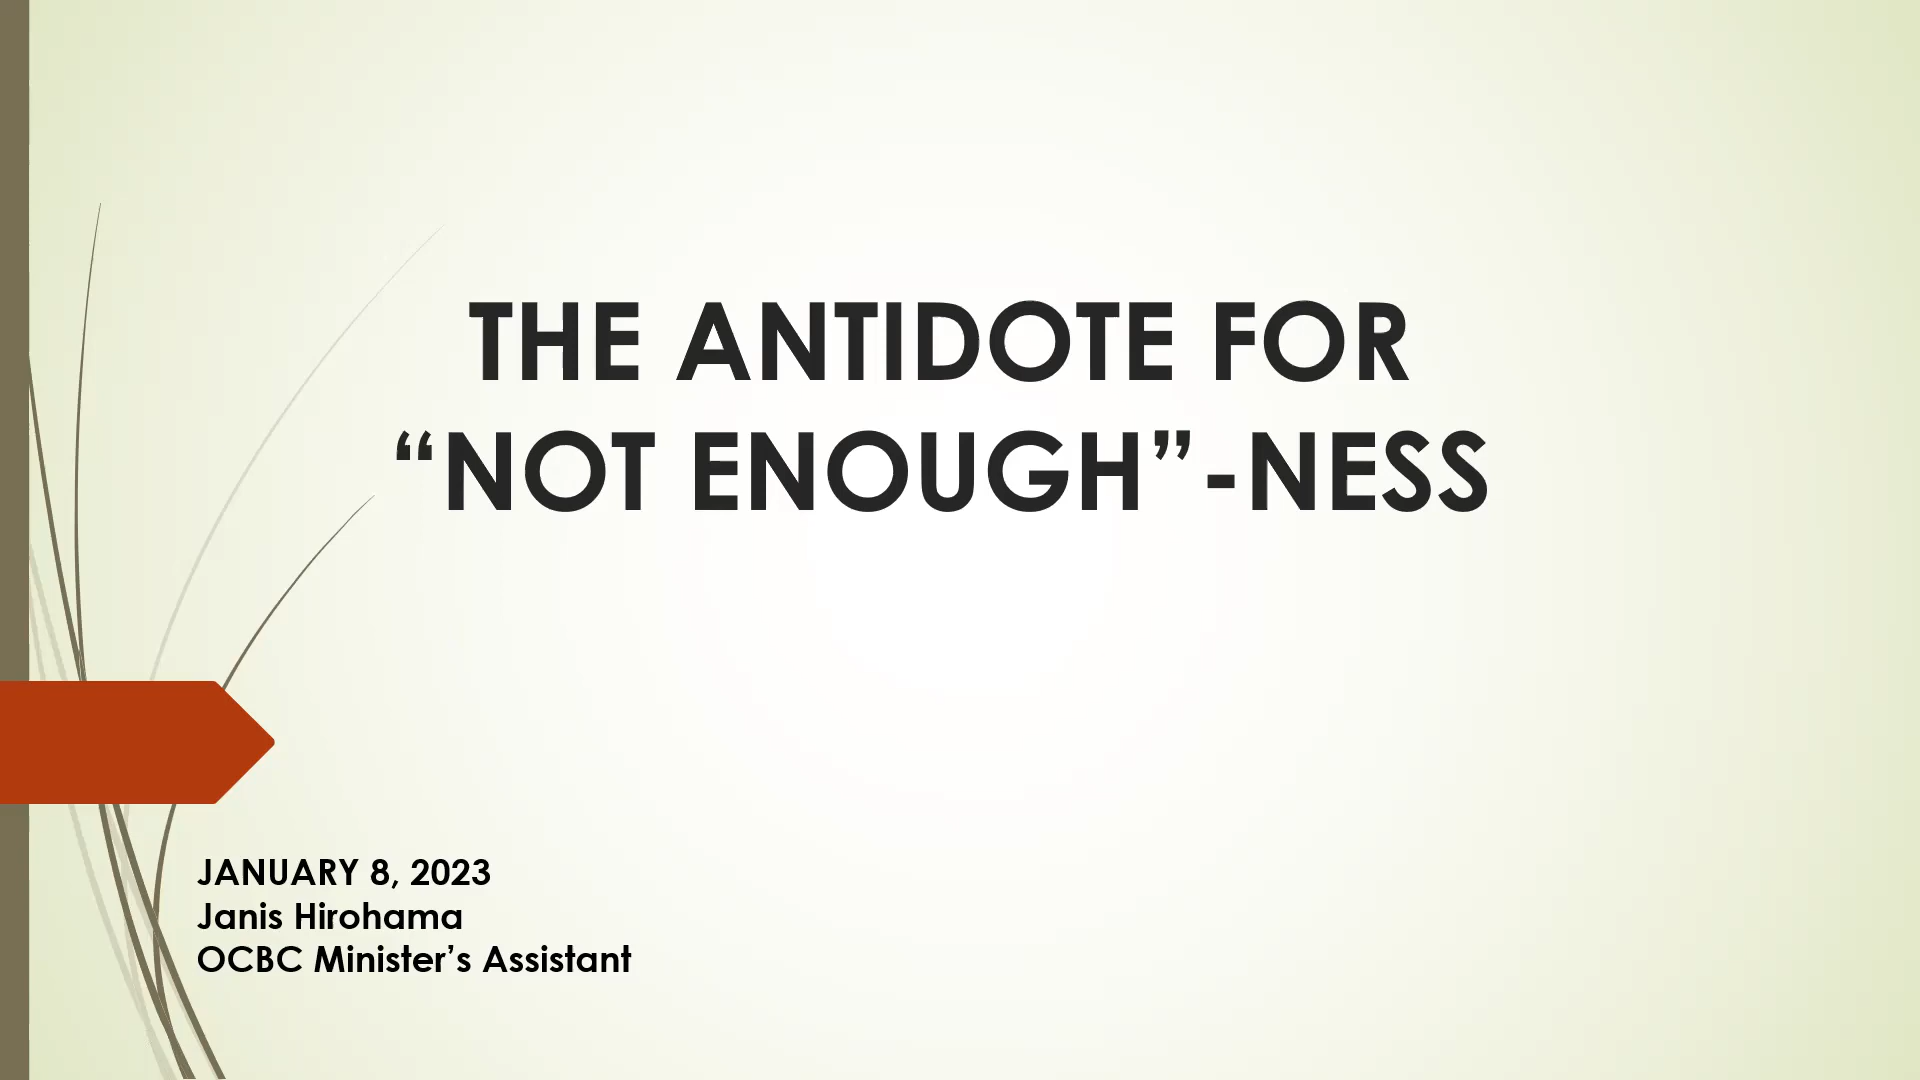 THE ANTIDOTE FOR
“NOT ENOUGH”-NESS
JANUARY 8, 2023
Janis Hirohama
OCBC Minister’s Assistant